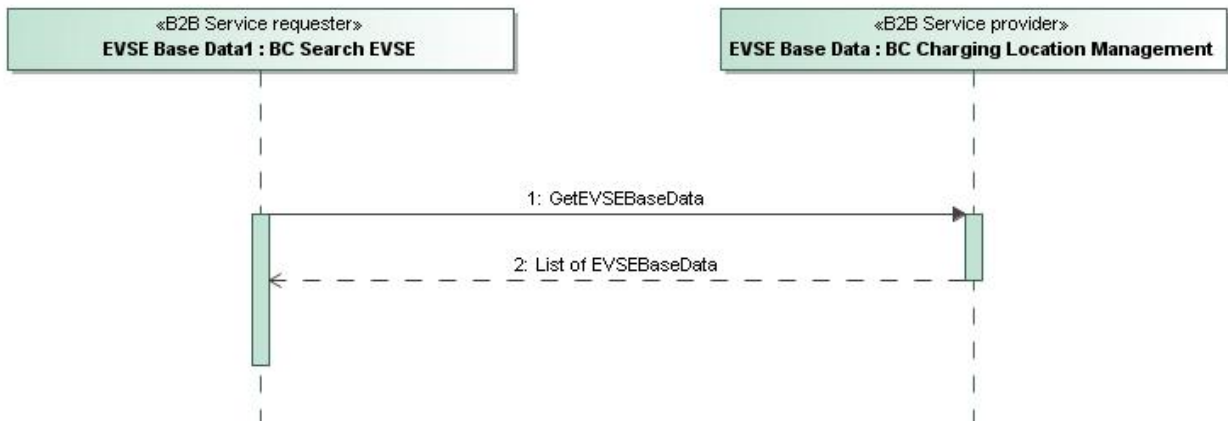 «B2B Service requester»
EVSE Base Data1 : BC Search EVSE
«B2B Service provider»
EVSE Base Data : BC Charging Location Management
1: GetEVSEBaseData
2: List of EVSEBaseData